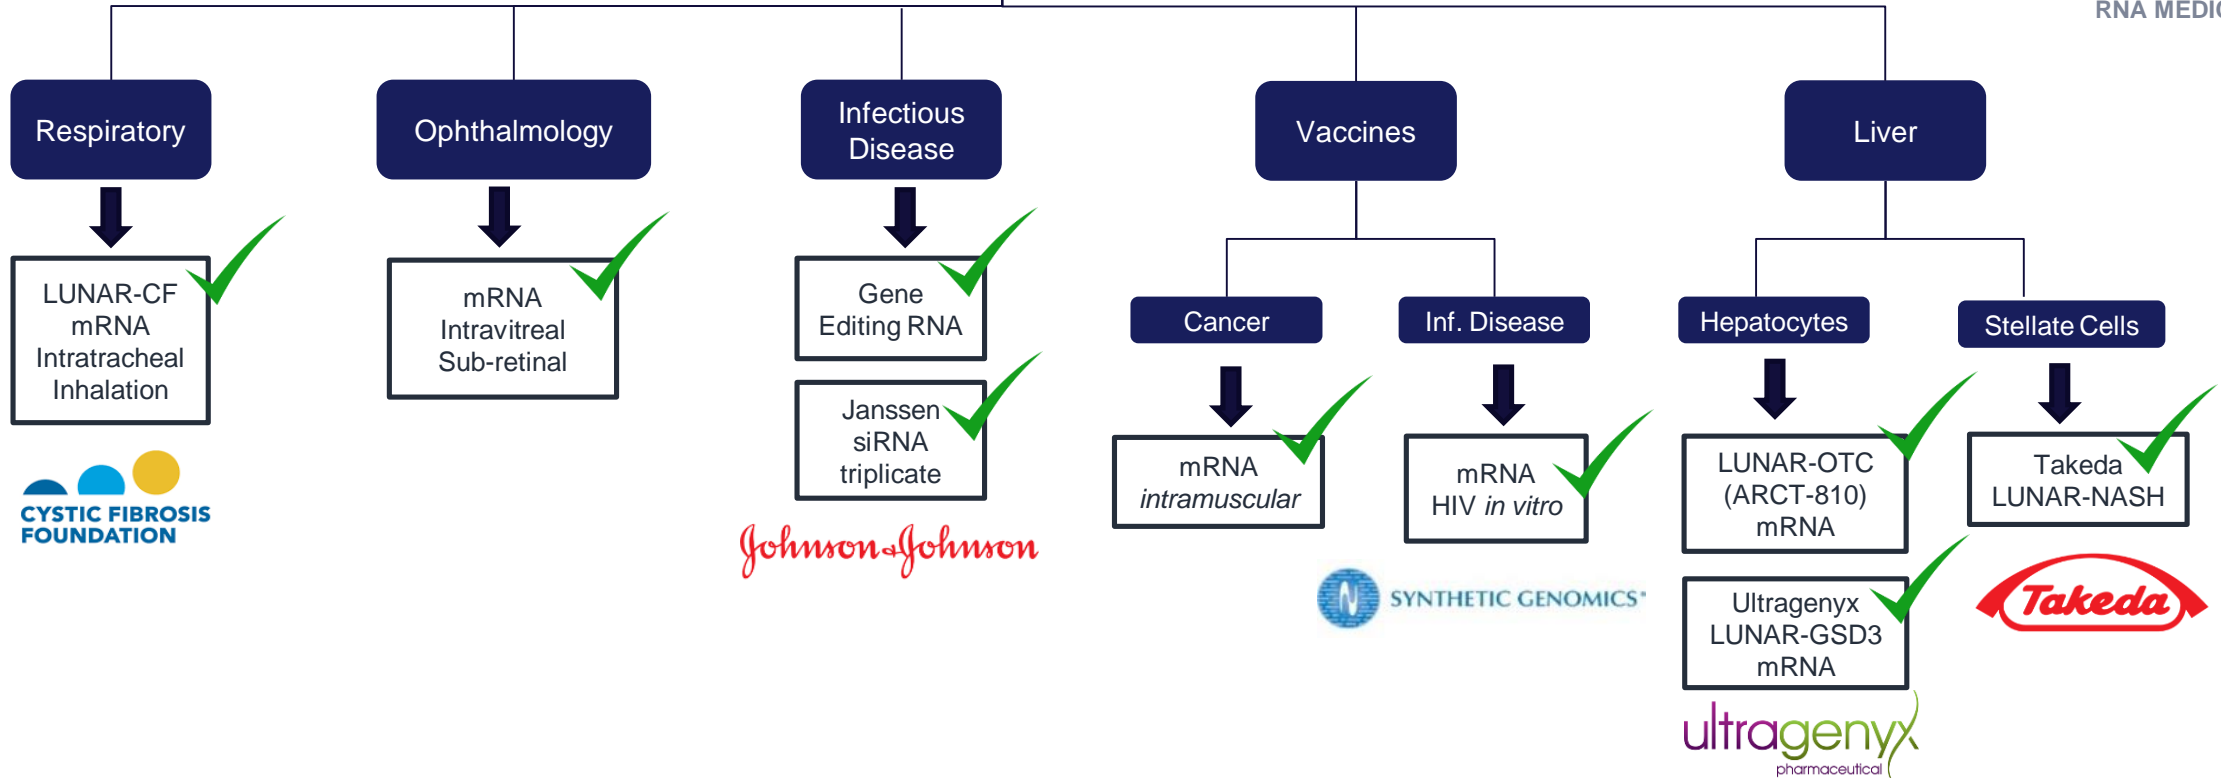 RNA MEDIC
Respiratory
LUNAR-CF
mRNA
Intratracheal
Inhalation
CYSTIC FIBROSIS
FOUNDATION
Ophthalmology
mRNA
Intravitreal
Sub-retinal
Infectious
Disease
Gene
Editing RNA
Janssen
siRNA
triplicate
Johnson&Johnson
Vaccines
Cancer
mRNA
intramuscular
Inf. Disease
mRNA
HIV in vitro
SYNTHETIC GENOMICS®
Liver
Hepatocytes
LUNAR-OTC
(ARCT-810)
mRNA
Ultragenyx
LUNAR-GSD3
mRNA
ultragenyx
pharmaceutical
Stellate Cells
Takeda
LUNAR-NASH
Takeda